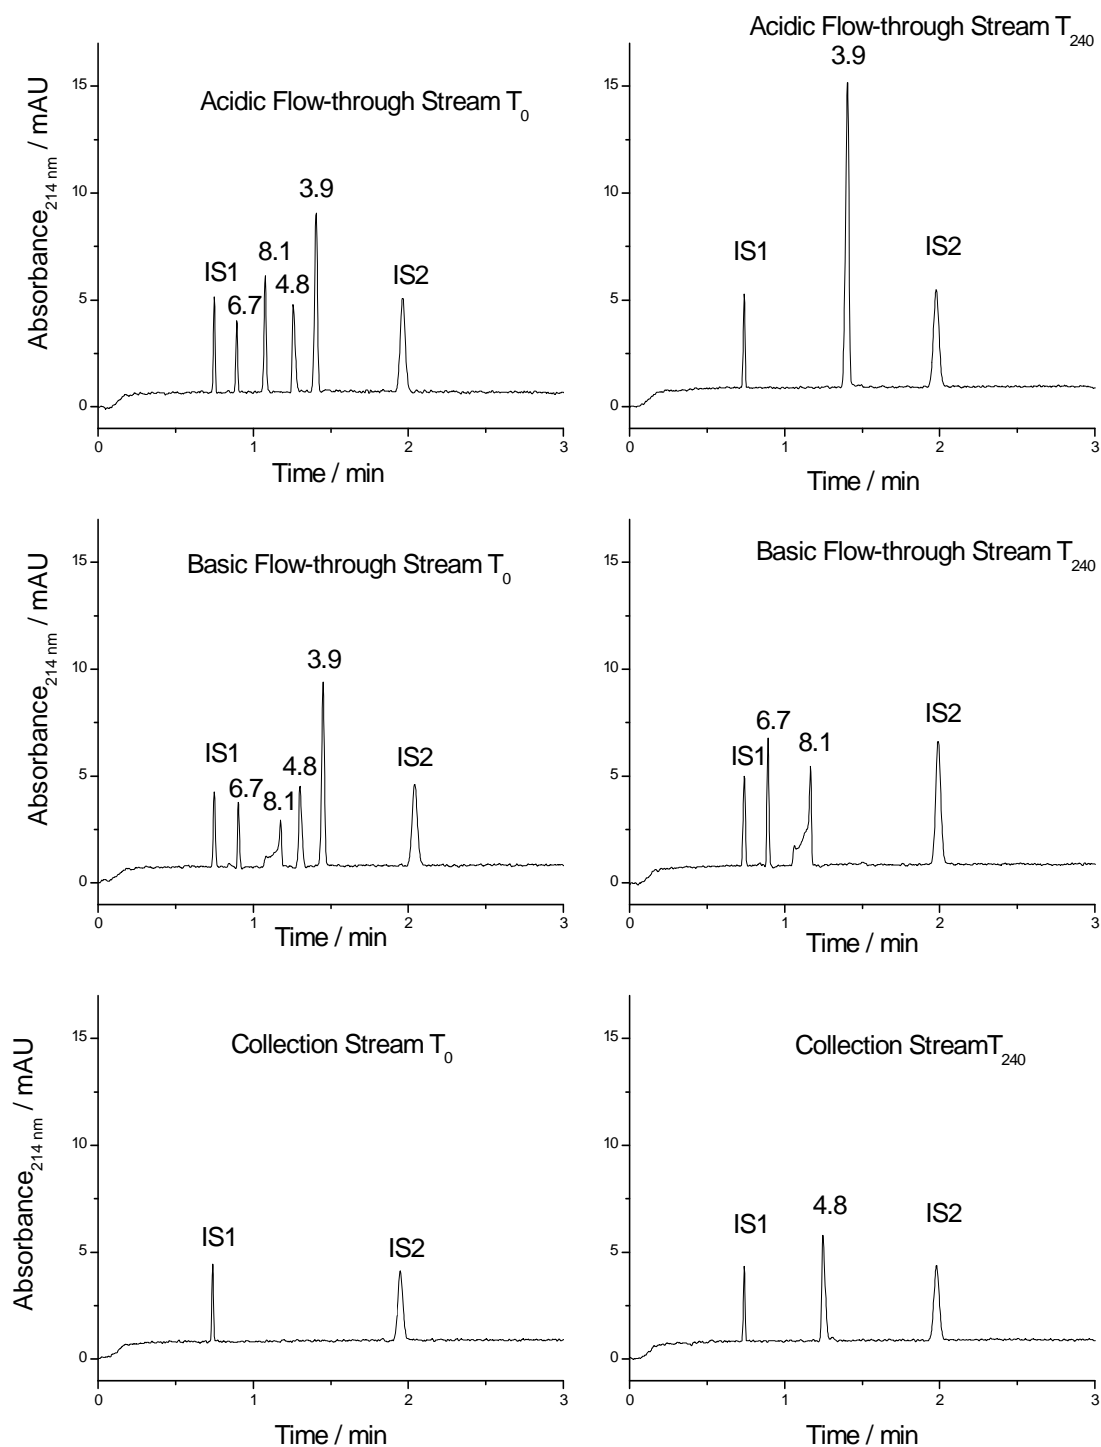 Acidic Flow-through Stream T0
Absorbance214 nm / mAU
15
10
5
0
IS1
6.7
8.1
4.8
3.9
IS2
0
1
2
3
Time / min
Acidic Flow-through Stream T240
15
10
5
0
IS1
3.9
IS2
0
1
2
3
Time / min
Basic Flow-through Stream T0
Absorbance214 nm / mAU
15
10
5
0
IS1
6.7
8.1
4.8
3.9
IS2
0
1
2
3
Time / min
Basic Flow-through Stream T240
15
10
5
0
IS1
6.7
8.1
IS2
0
1
2
3
Time / min
Collection Stream T0
Absorbance214 nm / mAU
15
10
5
0
IS1
IS2
0
1
2
3
Time / min
Collection StreamT240
15
10
5
0
IS1
4.8
IS2
0
1
2
3
Time / min